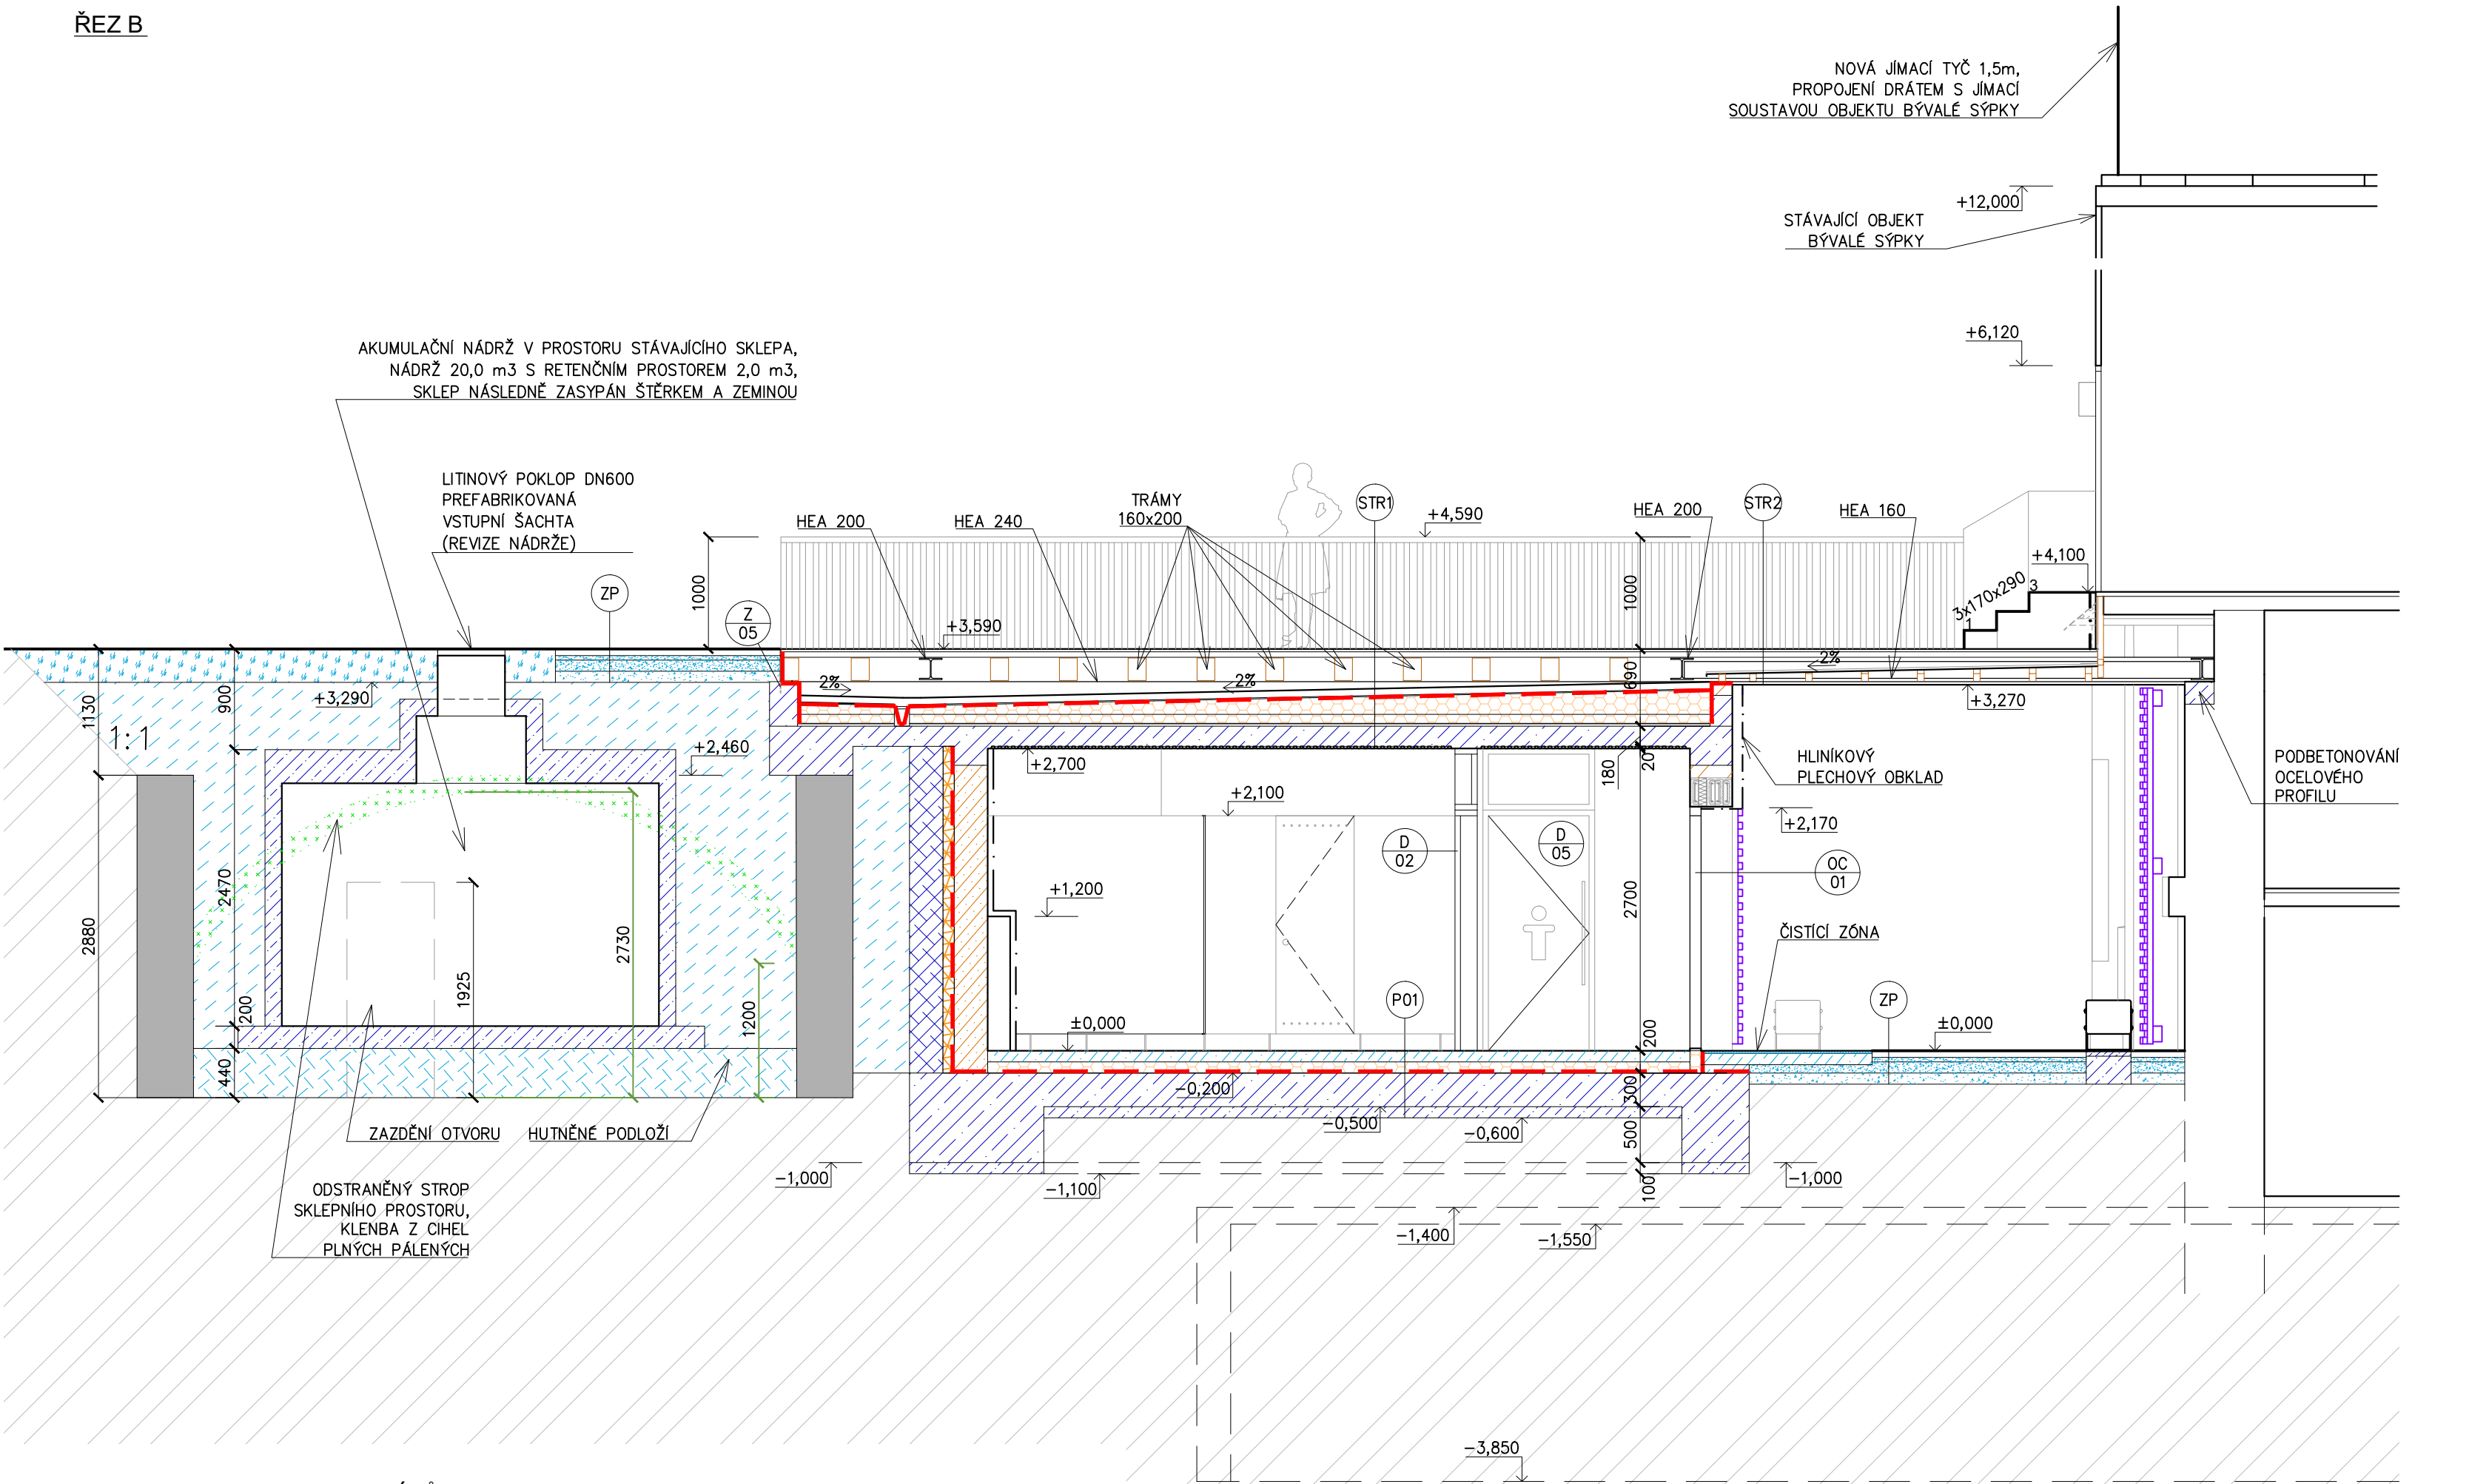 ŘEZ B
NOVÁ JÍMACÍ TYČ 1,5m,
PROPOJENÍ DRÁTEM S JÍMACÍ
SOUSTAVOU OBJEKTU BÝVALÉ SÝPKY
+12,000
STÁVAJÍCÍ OBJEKT
BÝVALÉ SÝPKY
+6,120
AKUMULAČNÍ NÁDRŽ V PROSTORU STÁVAJÍCÍHO SKLEPA,
NÁDRŽ 20,0 m3 S RETENČNÍM PROSTOREM 2,0 m3,
SKLEP NÁSLEDNĚ ZASYPÁN ŠTĚRKEM A ZEMINOU
LITINOVÝ POKLOP DN600
PREFABRIKOVANÁ
VSTUPNÍ ŠACHTA
(REVIZE NÁDRŽE)
ZP
1000
Z
05
HEA 200
HEA 240
TRÁMY
160x200
STR1
+4,590
HEA 200
STR2
HEA 160
+4,100
3x170x290
1
3
1000
+3,590
690
2%
2%
2%
1130
900
+3,290
1:1
+2,460
+3,270
+2,700
180
20
HLINÍKOVÝ
PLECHOVÝ OBKLAD
PODBETONOVÁNÍ
OCELOVÉHO
PROFILU
+2,100
+2,170
D
02
D
05
OC
01
2470
2880
+1,200
2700
2730
1925
1200
ČISTÍCÍ ZÓNA
P01
ZP
200
±0,000
200
±0,000
440
-0,200
300
-0,500
-0,600
500
ZAZDĚNÍ OTVORU
HUTNĚNÉ PODLOŽÍ
-1,000
-1,100
100
-1,000
ODSTRANĚNÝ STROP
SKLEPNÍHO PROSTORU,
KLENBA Z CIHEL
PLNÝCH PÁLENÝCH
-1,400
-1,550
-3,850